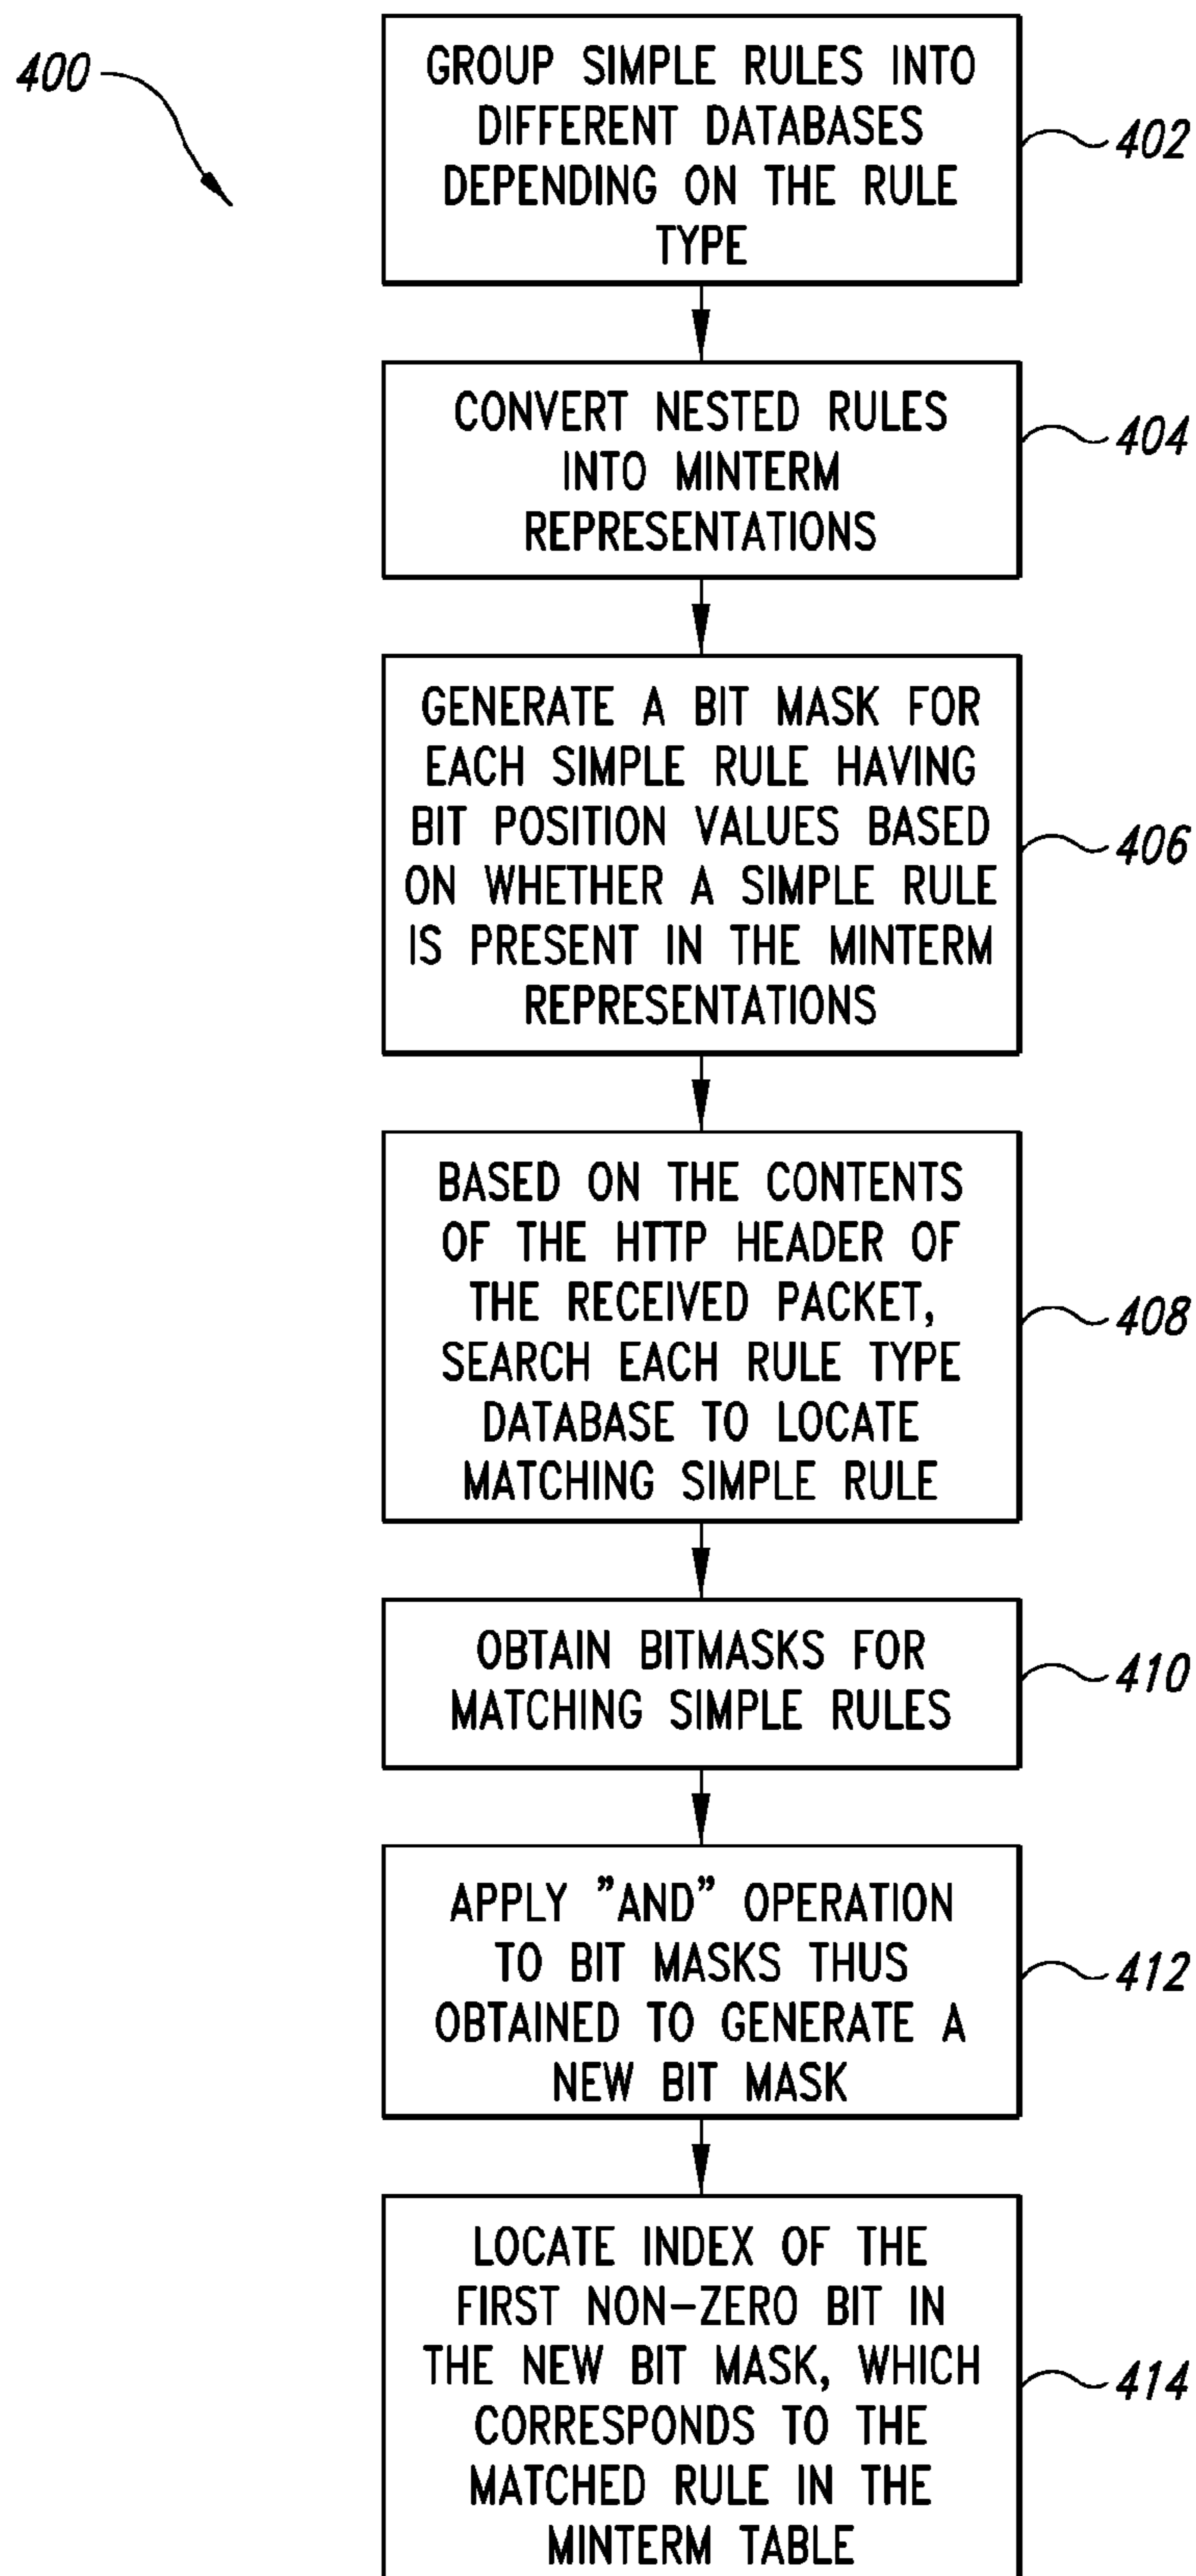 400
GROUP SIMPLE RULES INTO
DIFFERENT DATABASES
DEPENDING ON THE RULE
TYPE
402
CONVERT NESTED RULES
INTO MINTERM
REPRESENTATIONS
404
GENERATE A BIT MASK FOR
EACH SIMPLE RULE HAVING
BIT POSITION VALUES BASED
ON WHETHER A SIMPLE RULE
IS PRESENT IN THE MINTERM
REPRESENTATIONS
406
BASED ON THE CONTENTS
OF THE HTTP HEADER OF
THE RECEIVED PACKET,
SEARCH EACH RULE TYPE
DATABASE TO LOCATE
MATCHING SIMPLE RULE
408
OBTAIN BITMASKS FOR
MATCHING SIMPLE RULES
410
APPLY ”AND” OPERATION
TO BIT MASKS THUS
OBTAINED TO GENERATE A
NEW BIT MASK
412
LOCATE INDEX OF THE
FIRST NON-ZERO BIT IN
THE NEW BIT MASK, WHICH
CORRESPONDS TO THE
MATCHED RULE IN THE
MINTERM TABLE
414